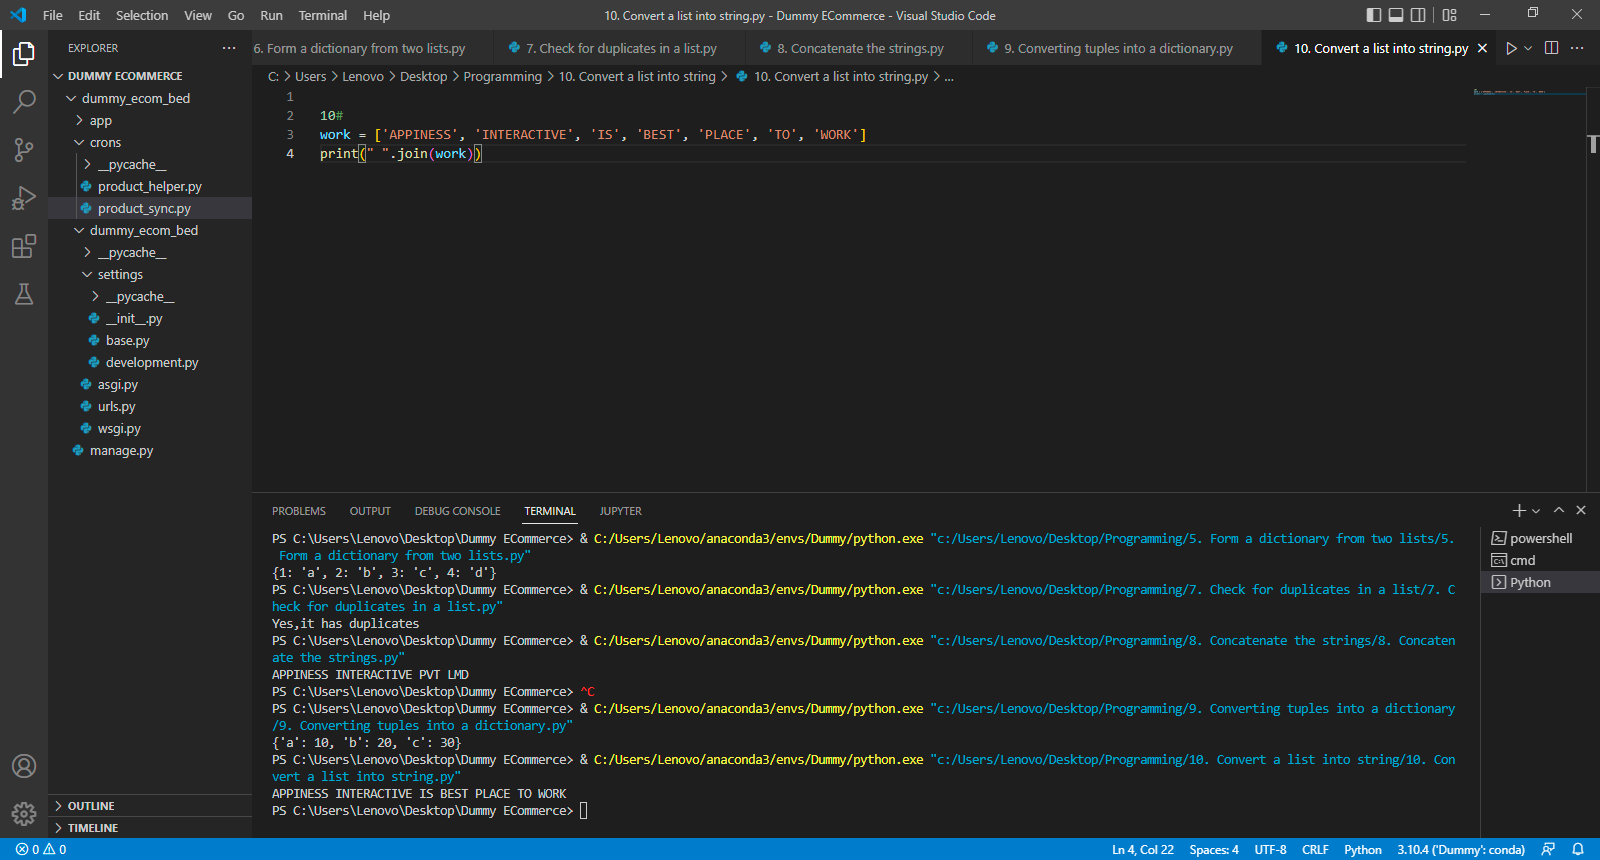 File Edit Selection View Go Run Terminal Help 10. Convert a list into string.py - Dummy ECommerce - Visual Studio Code
EXPLORER
DUMMY ECOMMERCE
dummy_ecom_bed
app
crons
__pycache__
product_helper.py
product_sync.py
dummy_ecom_bed
__pycache__
settings
__pycache__
__init__.py
base.py
development.py
asgi.py
urls.py
wsgi.py
manage.py
OUTLINE
TIMELINE
6. Form a dictionary from two lists.py 7. Check for duplicates in a list.py 8. Concatenate the strings.py 9. Converting tuples into a dictionary.py 10. Convert a list into string.py
C: > Users > Lenovo > Desktop > Programming > 10. Convert a list into string > 10. Convert a list into string.py > ...
1
2 10#
3 work = ['APPINESS', 'INTERACTIVE', 'IS', 'BEST', 'PLACE', 'TO', 'WORK']
4 print(" ".join(work))
PROBLEMS OUTPUT DEBUG CONSOLE TERMINAL JUPYTER
PS C:\Users\Lenovo\Desktop\Dummy ECommerce> & C:/Users/Lenovo/anaconda3/envs/Dummy/python.exe "c:/Users/Lenovo/Desktop/Programming/5. Form a dictionary from two lists/5.
 Form a dictionary from two lists.py"
{1: 'a', 2: 'b', 3: 'c', 4: 'd'}
PS C:\Users\Lenovo\Desktop\Dummy ECommerce> & C:/Users/Lenovo/anaconda3/envs/Dummy/python.exe "c:/Users/Lenovo/Desktop/Programming/7. Check for duplicates in a list/7. C
heck for duplicates in a list.py"
Yes,it has duplicates
PS C:\Users\Lenovo\Desktop\Dummy ECommerce> & C:/Users/Lenovo/anaconda3/envs/Dummy/python.exe "c:/Users/Lenovo/Desktop/Programming/8. Concatenate the strings/8. Concaten
ate the strings.py"
APPINESS INTERACTIVE PVT LMD
PS C:\Users\Lenovo\Desktop\Dummy ECommerce> ^C
PS C:\Users\Lenovo\Desktop\Dummy ECommerce> & C:/Users/Lenovo/anaconda3/envs/Dummy/python.exe "c:/Users/Lenovo/Desktop/Programming/9. Converting tuples into a dictionary
/9. Converting tuples into a dictionary.py"
{'a': 10, 'b': 20, 'c': 30}
PS C:\Users\Lenovo\Desktop\Dummy ECommerce> & C:/Users/Lenovo/anaconda3/envs/Dummy/python.exe "c:/Users/Lenovo/Desktop/Programming/10. Convert a list into string/10. Con
vert a list into string.py"
APPINESS INTERACTIVE IS BEST PLACE TO WORK
PS C:\Users\Lenovo\Desktop\Dummy ECommerce>
powershell
cmd
Python
0 0 Ln 4, Col 22 Spaces: 4 UTF-8 CRLF Python 3.10.4 ('Dummy': conda)